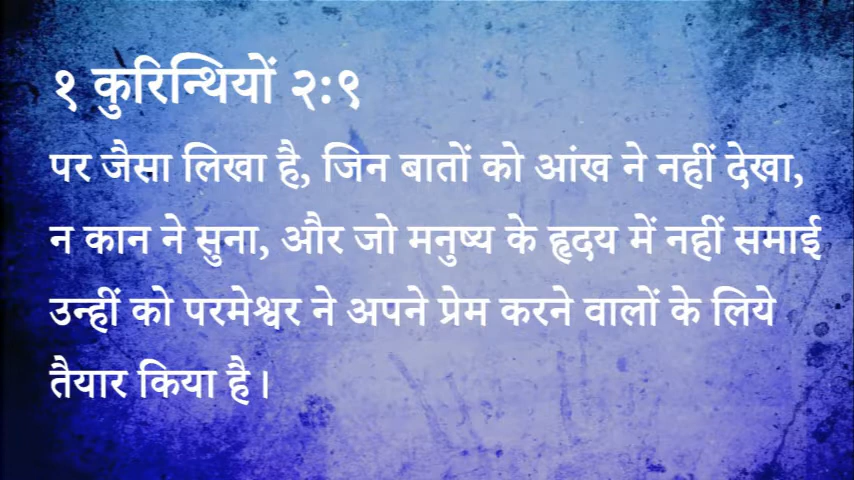 १ कुरिन्थियों २:९
पर जैसा लिखा है, जिन बातों को आंख ने नहीं देखा,
न कान ने सुना, और जो मनुष्य के हृदय में नहीं समाई
उन्हीं को परमेश्वर ने अपने प्रेम करने वालों के लिये
तैयार किया है।